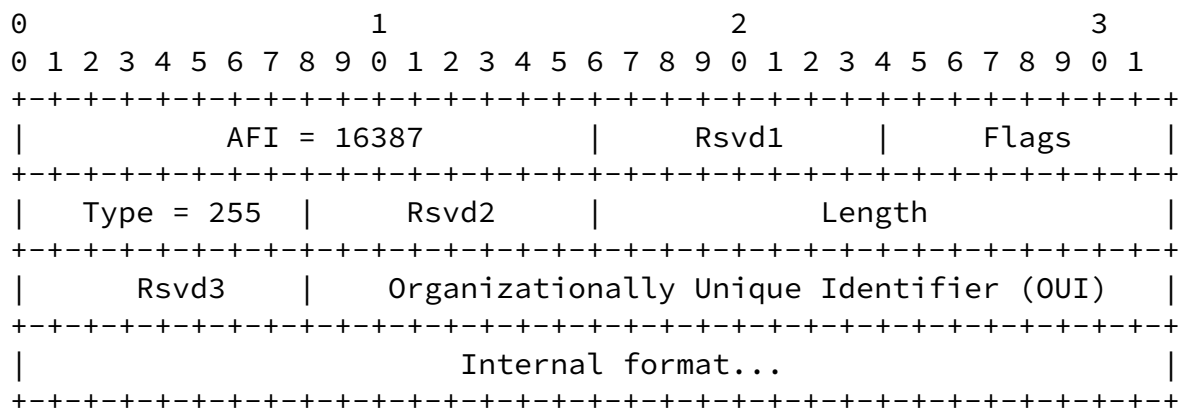 0                   1                   2                   3
0 1 2 3 4 5 6 7 8 9 0 1 2 3 4 5 6 7 8 9 0 1 2 3 4 5 6 7 8 9 0 1
+-+-+-+-+-+-+-+-+-+-+-+-+-+-+-+-+-+-+-+-+-+-+-+-+-+-+-+-+-+-+-+-+
|           AFI = 16387         |     Rsvd1     |     Flags     |
+-+-+-+-+-+-+-+-+-+-+-+-+-+-+-+-+-+-+-+-+-+-+-+-+-+-+-+-+-+-+-+-+
|   Type = 255  |     Rsvd2     |            Length             |
+-+-+-+-+-+-+-+-+-+-+-+-+-+-+-+-+-+-+-+-+-+-+-+-+-+-+-+-+-+-+-+-+
|      Rsvd3    |    Organizationally Unique Identifier (OUI)   |
+-+-+-+-+-+-+-+-+-+-+-+-+-+-+-+-+-+-+-+-+-+-+-+-+-+-+-+-+-+-+-+-+
|                        Internal format...                     |
+-+-+-+-+-+-+-+-+-+-+-+-+-+-+-+-+-+-+-+-+-+-+-+-+-+-+-+-+-+-+-+-+